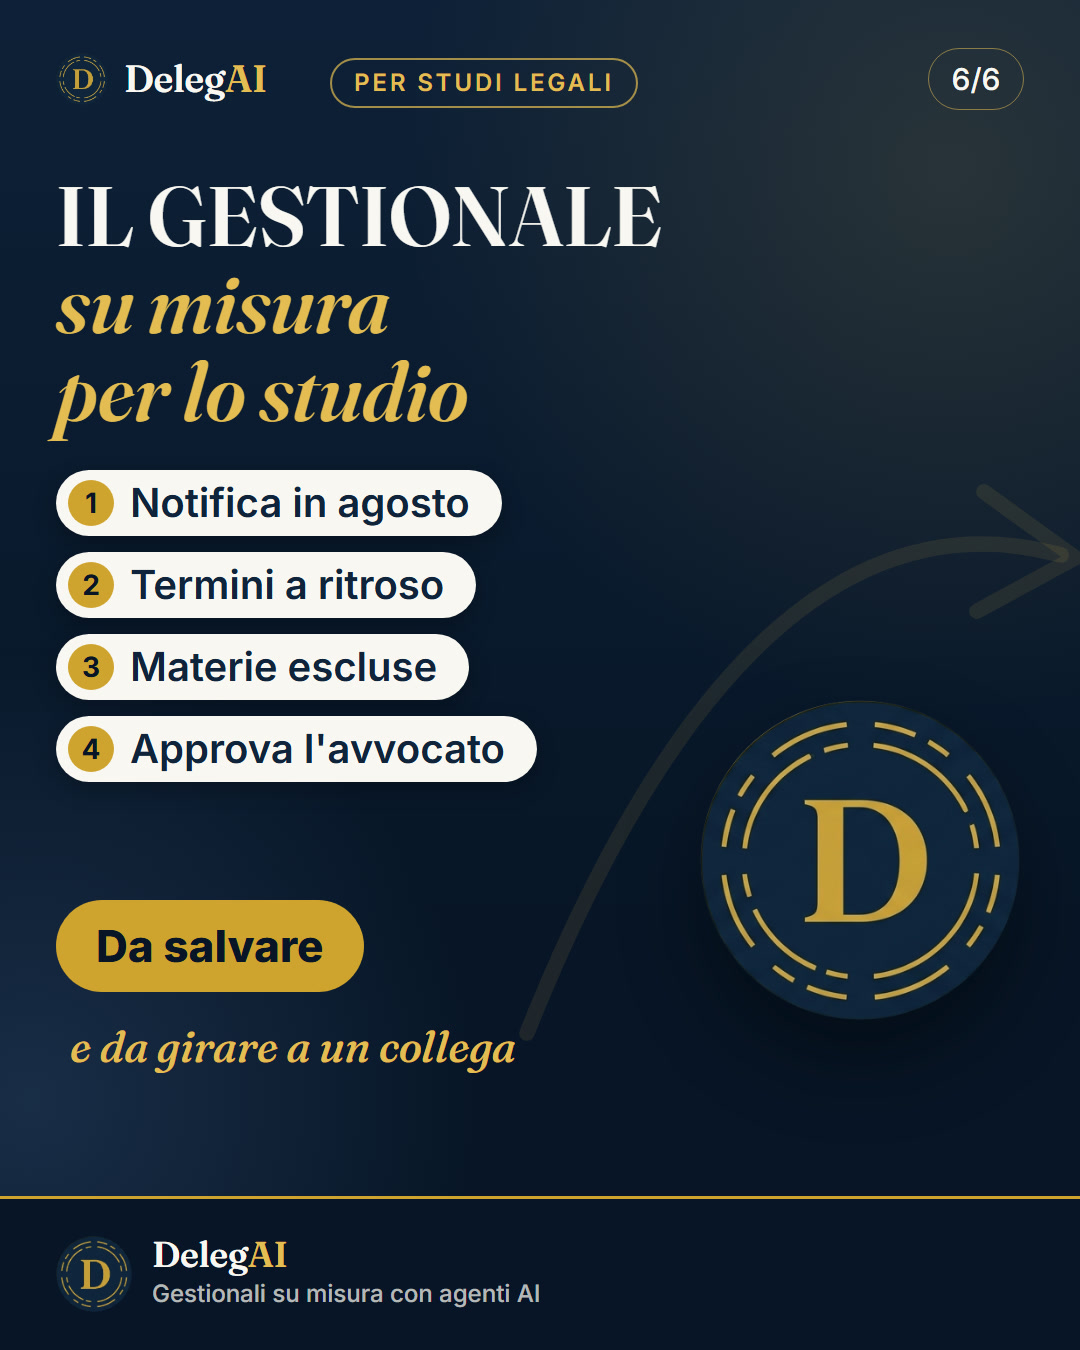 D DelegAI
PER STUDI LEGALI
6/6
IL GESTIONALE
su misura
per lo studio
1 Notifica in agosto
2 Termini a ritroso
3 Materie escluse
4 Approva l'avvocato
D
Da salvare
e da girare a un collega
D DelegAI
Gestionali su misura con agenti AI